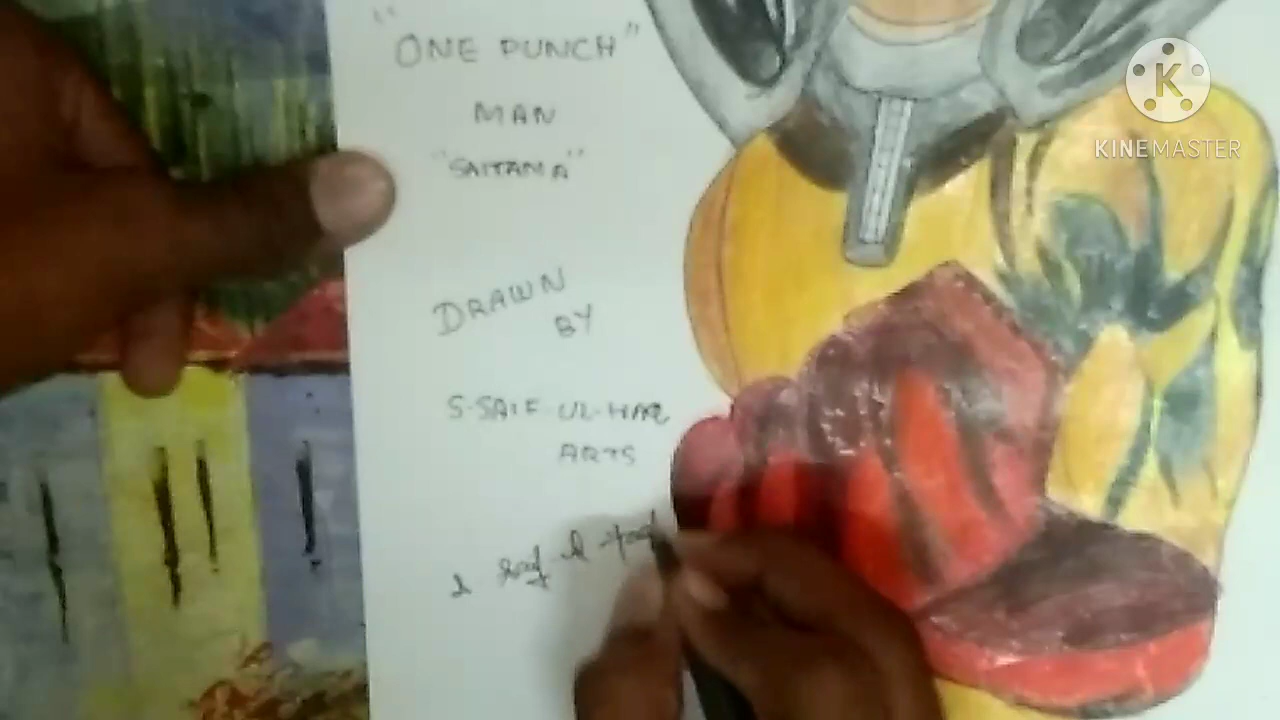 "ONE PUNCH"
MAN
"SAITAMA"
DRAWN
BY
S-SAIF-UL-HAQ
ARTS
KINEMASTER